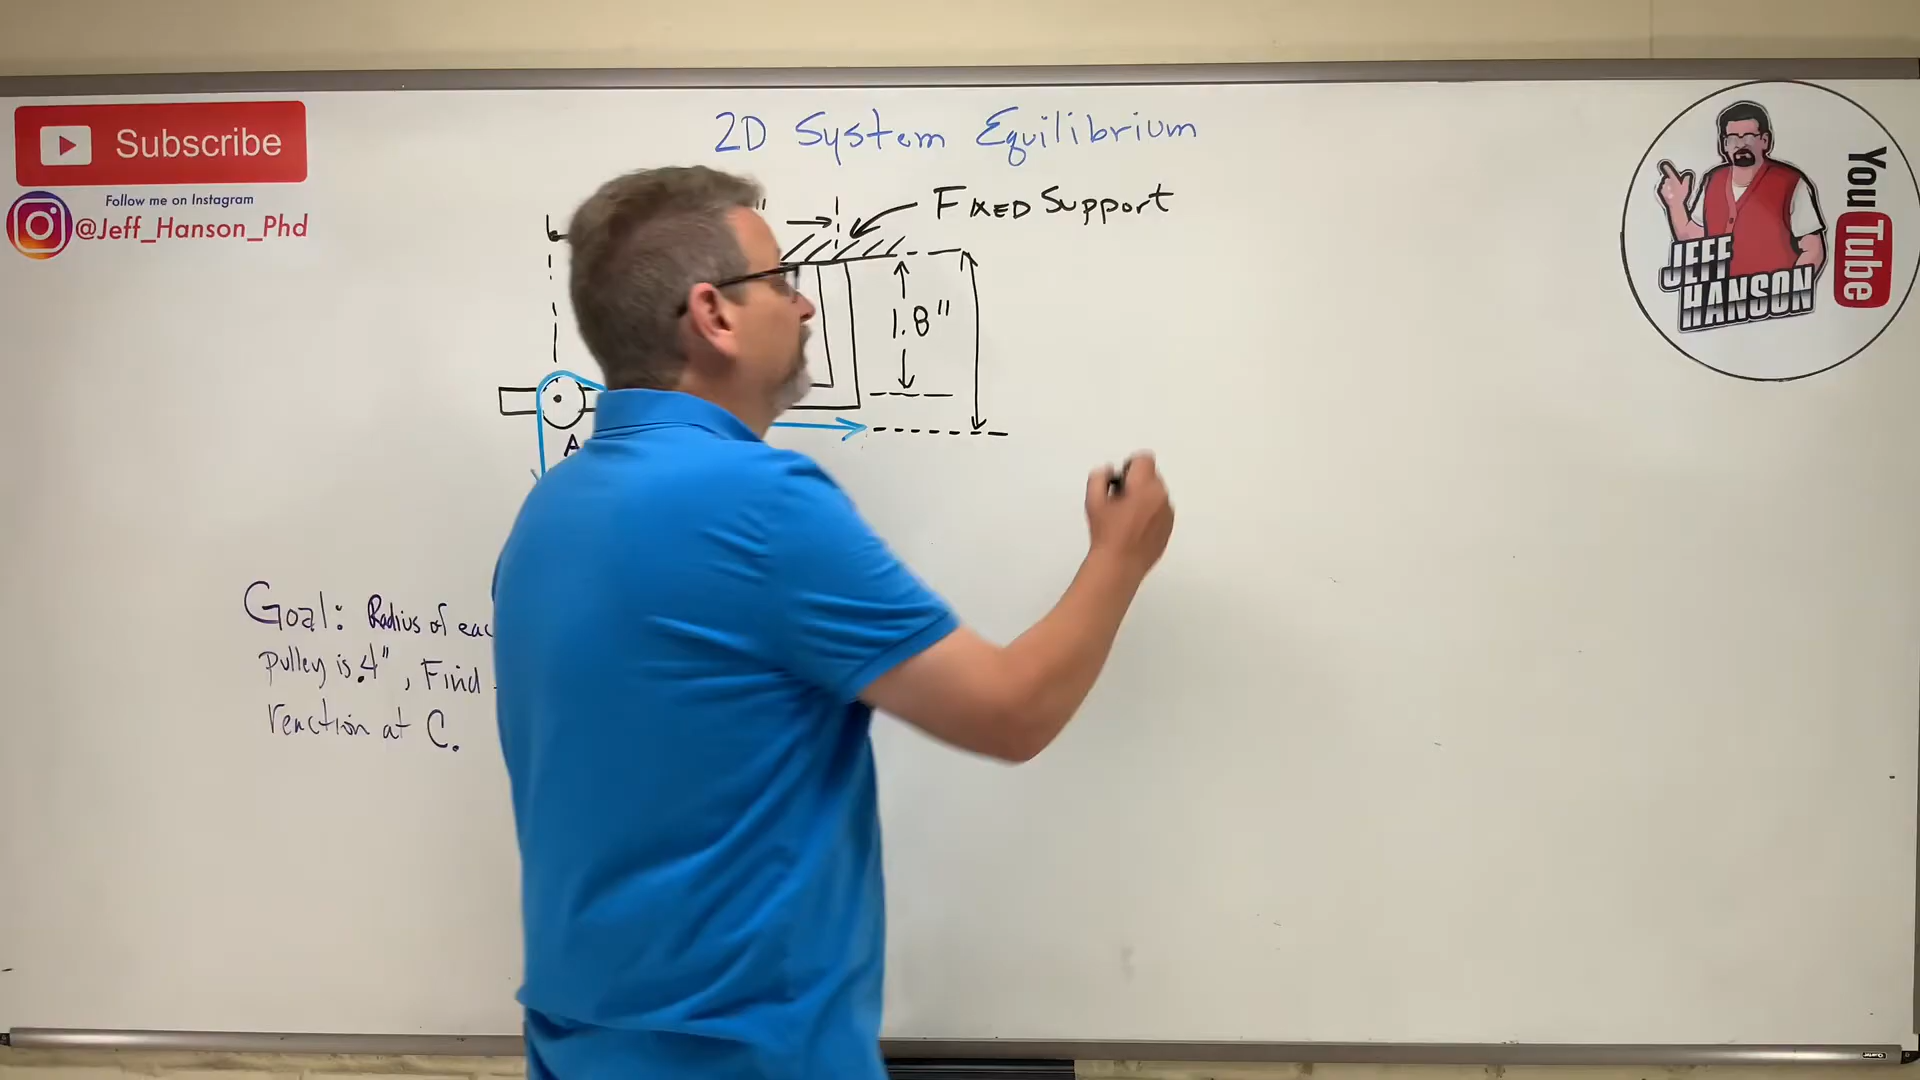 Subscribe
Follow me on Instagram
@Jeff_Hanson_Phd
2D System Equilibrium
FIXED Support
1.8"
A
Goal: Radius of
pulley is .4", Find
reaction at C.
JEFF
HANSON
YouTube